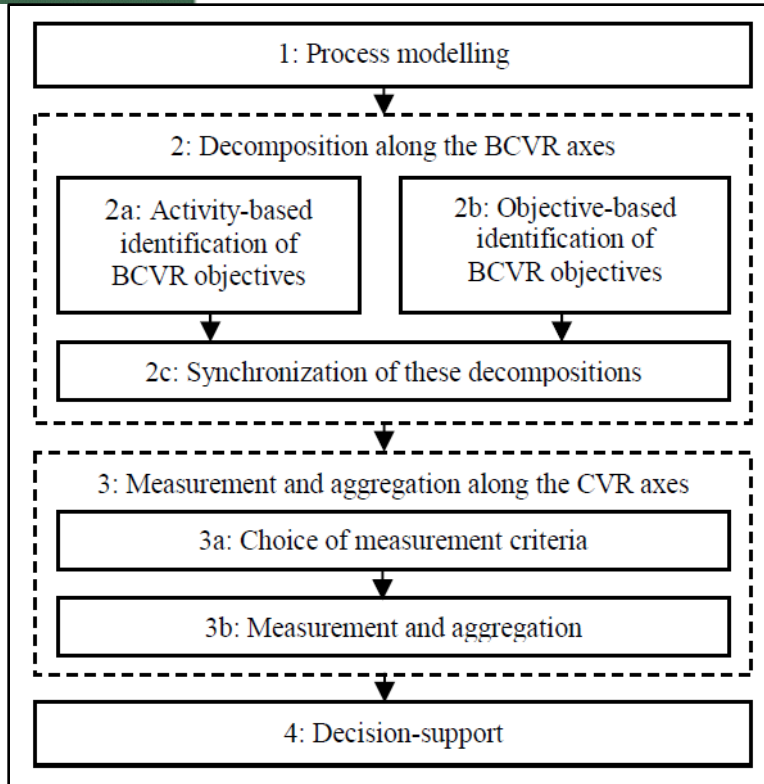 1: Process modelling
2: Decomposition along the BCVR axes
2a: Activity-based
identification of
BCVR objectives
2b: Objective-based
identification of
BCVR objectives
2c: Synchronization of these decompositions
3: Measurement and aggregation along the CVR axes
3a: Choice of measurement criteria
3b: Measurement and aggregation
4: Decision-support